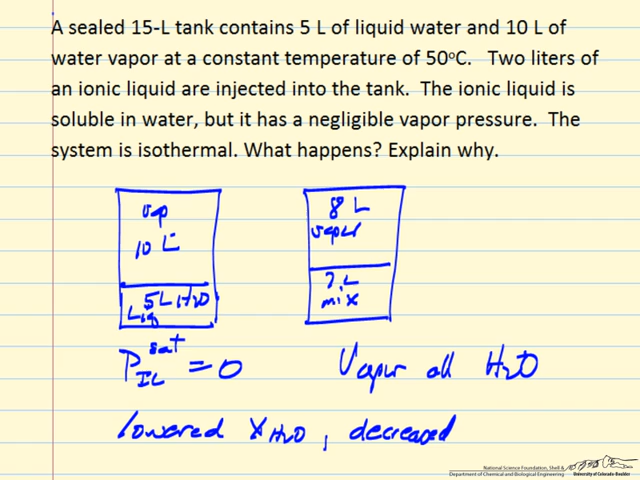 A sealed 15-L tank contains 5 L of liquid water and 10 L of
water vapor at a constant temperature of 50°C. Two liters of
an ionic liquid are injected into the tank. The ionic liquid is
soluble in water, but it has a negligible vapor pressure. The
system is isothermal. What happens? Explain why.
vap
10 L
5L H2O
Liq
8 L
vapor
7 L
mix
P_IL^sat = 0
Vapor all H2O
lowered x_H2O, decreased
National Science Foundation, Shell &
Department of Chemical and Biological Engineering
University of Colorado Boulder